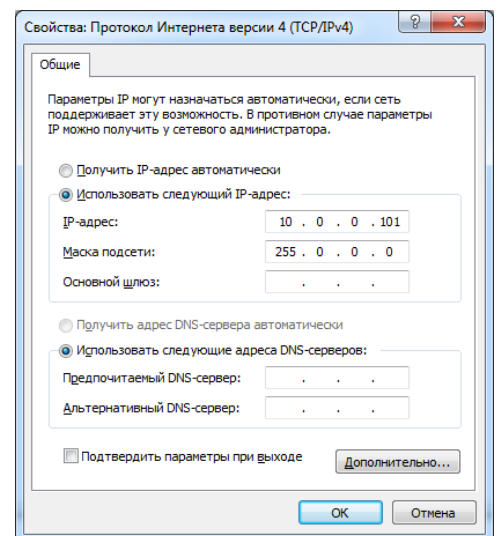 Свойства: Протокол Интернета версии 4 (TCP/IPv4)
Общие
Параметры IP могут назначаться автоматически, если сеть
поддерживает эту возможность. В противном случае параметры
IP можно получить у сетевого администратора.
Получить IP-адрес автоматически
Использовать следующий IP-адрес:
IP-адрес: 10 . 0 . 0 . 101
Маска подсети: 255 . 0 . 0 . 0
Основной шлюз: . . .
Получить адрес DNS-сервера автоматически
Использовать следующие адреса DNS-серверов:
Предпочитаемый DNS-сервер: . . .
Альтернативный DNS-сервер: . . .
Подтвердить параметры при выходе
Дополнительно...
ОК Отмена